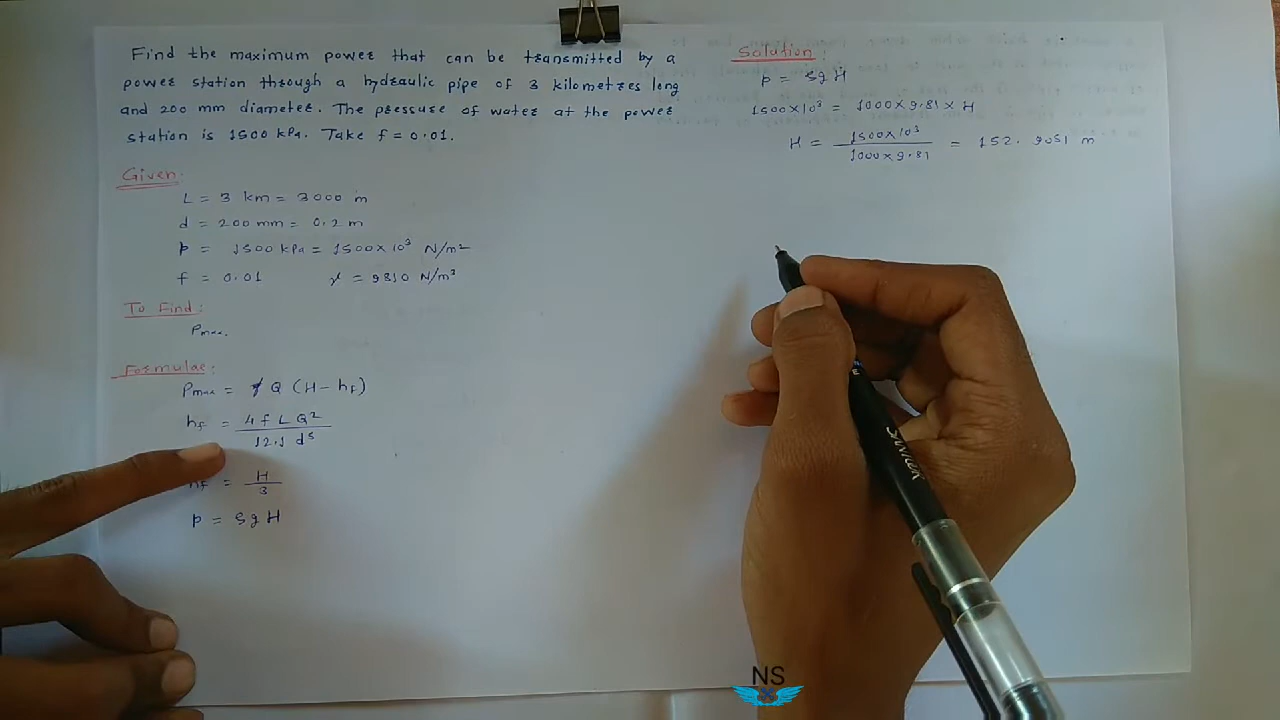 Find the maximum power that can be transmitted by a
power station through a hydraulic pipe of 3 kilometres long
and 200 mm diameter. The pressure of water at the power
station is 1500 kPa. Take f = 0.01.
Given:
L = 3 km = 3000 m
d = 200 mm = 0.2 m
p = 1500 kPa = 1500 × 10³ N/m²
f = 0.01 γ = 9810 N/m³
To Find:
Pmax.
Formulae:
Pmax = γ Q (H - hf)
hf = 4 f L Q² / 12.1 d⁵
hf = H / 3
p = ρ g H
Solution:
p = ρ g H
1500 × 10³ = 1000 × 9.81 × H
H = 1500 × 10³ / 1000 × 9.81 = 152.9051 m
SUNLOX
NS